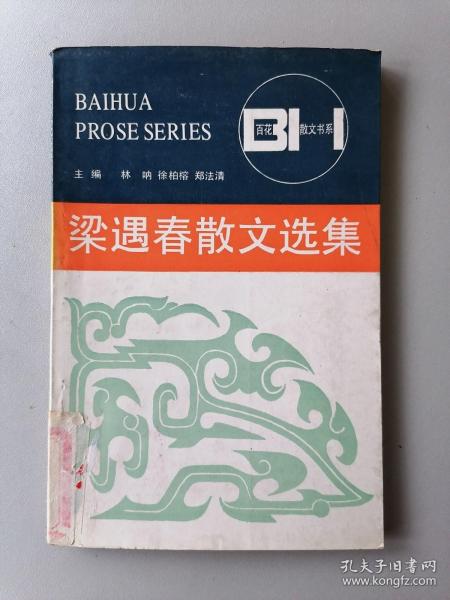 BAIHUA
PROSE SERIES
BH
百花 散文书系
主编 林呐 徐柏榕 郑法清
梁遇春散文选集
孔夫子旧书网
www.kongfz.com